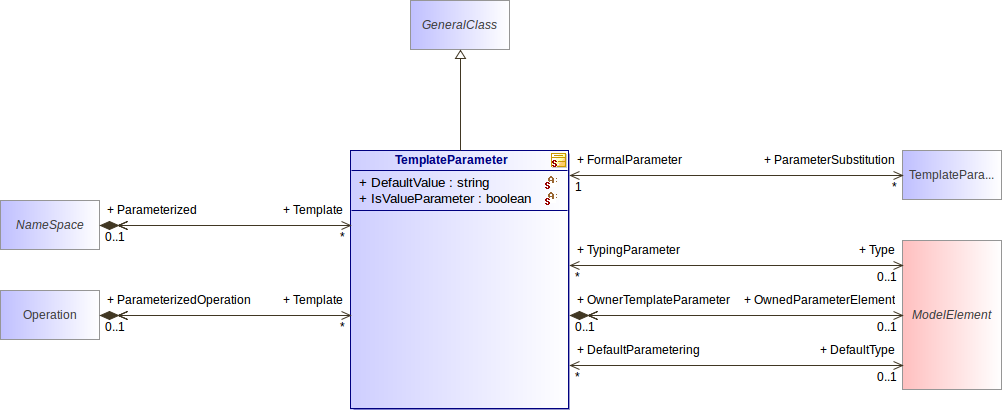 GeneralClass
TemplateParameter
+ DefaultValue : string
+ IsValueParameter : boolean
+ FormalParameter
+ ParameterSubstitution
1
*
TemplatePara...
NameSpace
+ Parameterized
+ Template
0..1
*
+ TypingParameter
+ Type
*
0..1
Operation
+ ParameterizedOperation
+ Template
0..1
*
+ OwnerTemplateParameter
+ OwnedParameterElement
0..1
0..1
ModelElement
+ DefaultParametering
+ DefaultType
*
0..1